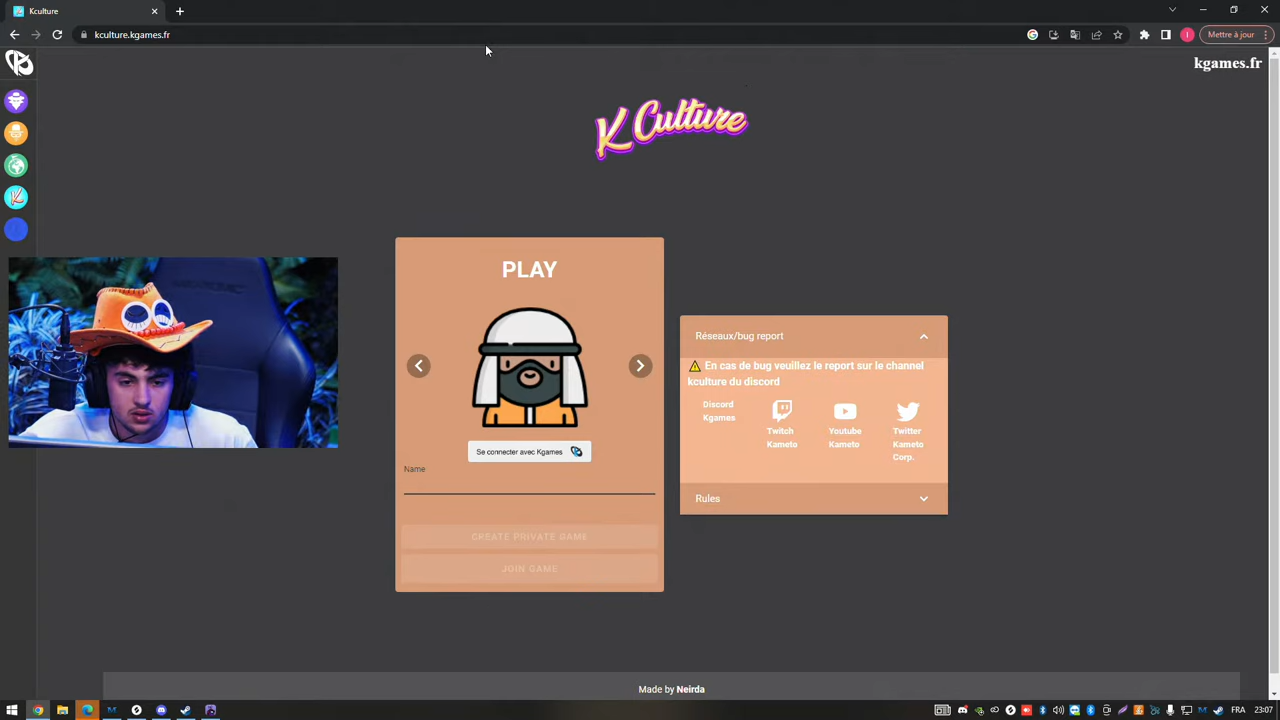 Kculture
kculture.kgames.fr
Mettre à jour
kgames.fr
K Culture
PLAY
Se connecter avec Kgames
Name
CREATE PRIVATE GAME
JOIN GAME
Réseaux/bug report
En cas de bug veuillez le report sur le channel
kculture du discord
Discord
Kgames
Twitch
Kameto
Youtube
Kameto
Twitter
Kameto
Corp.
Rules
Made by Neirda
FRA
23:07